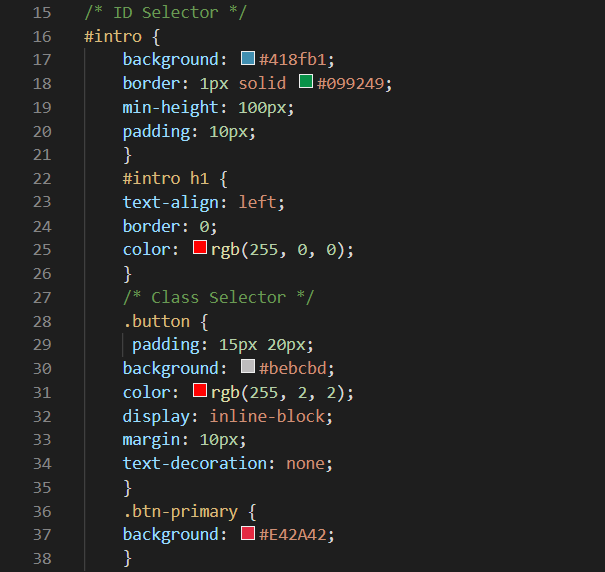 15 /* ID Selector */
16 #intro {
17 background: #418fb1;
18 border: 1px solid #099249;
19 min-height: 100px;
20 padding: 10px;
21 }
22 #intro h1 {
23 text-align: left;
24 border: 0;
25 color: rgb(255, 0, 0);
26 }
27 /* Class Selector */
28 .button {
29 padding: 15px 20px;
30 background: #bebcbd;
31 color: rgb(255, 2, 2);
32 display: inline-block;
33 margin: 10px;
34 text-decoration: none;
35 }
36 .btn-primary {
37 background: #E42A42;
38 }